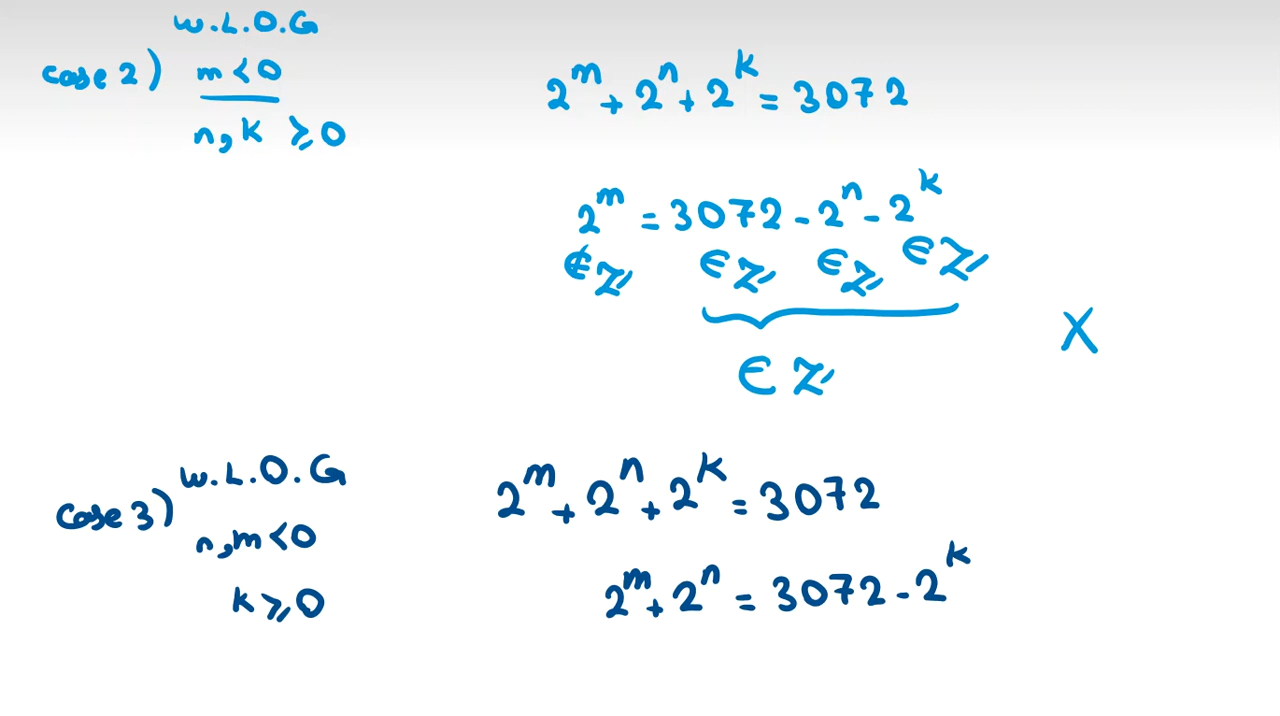 w.L.O.G
case 2) m < 0
n, k ⩾ 0
2^m + 2^n + 2^k = 3072
2^m = 3072 - 2^n - 2^k
∉ ℤ ∈ ℤ ∈ ℤ ∈ ℤ
∈ ℤ
X
case 3) w.L.O.G
n, m < 0
k ⩾ 0
2^m + 2^n + 2^k = 3072
2^m + 2^n = 3072 - 2^k